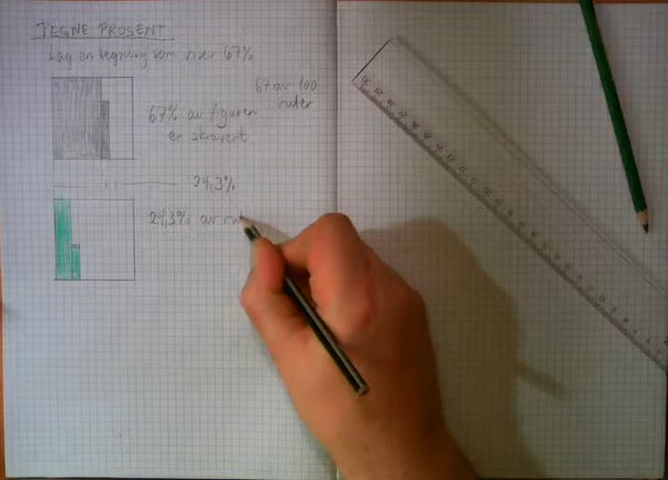 TEGNE PROSENT
Lag en tegning som viser 67%
67 av 100
ruter
67% av figuren
er skravert
24,3%
24,3% av rut